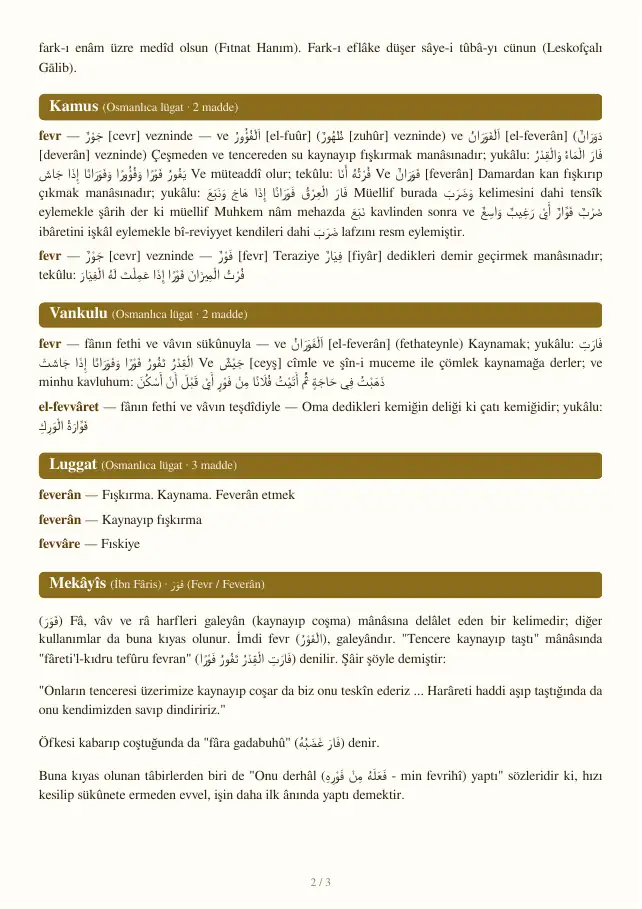 fark-ı enâm üzre medîd olsun (Fıtnat Hanım). Fark-ı eflâke düşer sâye-i tûbâ-yı cünun (Leskofçalı
Gālib).
Kamus (Osmanlıca lügat · 2 madde)
fevr — جَوْرٌ [cevr] vezninde — ve اَلْفُؤُورُ [el-fuûr] (ظُهُورٌ [zuhûr] vezninde) ve اَلْفَوَرَانُ [el-feverân] (دَوَرَانٌ
[deverân] vezninde) Çeşmeden ve tencereden su kaynayıp fışkırmak manâsınadır; yukâlu: فَارَ الْمَاءُ وَالْقِدْرُ
يَفُورُ فَوْرًا وَفُؤُورًا وَفَوَرَانًا إِذَا جَاشَ Ve müteaddî olur; tekûlu: فُرْتُهُ أَنَا Ve فَوَرَانٌ [feverân] Damardan kan fışkırıp
çıkmak manâsınadır; yukâlu: فَارَ الْعِرْقُ فَوَرَانًا إِذَا هَاجَ وَنَبَعَ Müellif burada وَضَرَبَ kelimesini dahi tensîk
eylemekle şârih der ki müellif Muhkem nâm mehazda نَبَعَ kavlinden sonra ve ضَرْبٌ فَوَّارٌ أَيْ رَغِيبٌ وَاسِعٌ
ibâretini işkâl eylemekle bî-reviyyet kendileri dahi ضَرَبَ lafzını resm eylemiştir.
fevr — جَوْرٌ [cevr] vezninde — فَوْرٌ [fevr] Teraziye فِيَارٌ [fiyâr] dedikleri demir geçirmek manâsınadır;
tekûlu: فُرْتُ الْمِيزَانَ فَوْرًا إِذَا عَمِلْتَ لَهُ الْفِيَارَ
Vankulu (Osmanlıca lügat · 2 madde)
fevr — fânın fethi ve vâvın sükûnuyla — ve اَلْفَوَرَانُ [el-feverân] (fethateynle) Kaynamak; yukâlu: فَارَتِ
الْقِدْرُ تَفُورُ فَوْرًا وَفَوَرَانًا إِذَا جَاشَتْ Ve جَيْشٌ [ceyş] cîmle ve şîn-i muceme ile çömlek kaynamağa derler; ve
minhu kavluhum: ذَهَبْتُ فِي حَاجَةٍ ثُمَّ أَتَيْتُ فُلَانًا مِنْ فَوْرِي أَيْ قَبْلَ أَنْ أَسْكُنَ
el-fevvâret — fânın fethi ve vâvın teşdîdiyle — Oma dedikleri kemiğin deliği ki çatı kemiğidir; yukâlu:
فَوَّارَةُ الْوَرِكِ
Luggat (Osmanlıca lügat · 3 madde)
feverân — Fışkırma. Kaynama. Feverân etmek
feverân — Kaynayıp fışkırma
fevvâre — Fıskiye
Mekâyîs (İbn Fâris) · فَوَرَ (Fevr / Feverân)
(فَوَرَ) Fâ, vâv ve râ harfleri galeyân (kaynayıp coşma) mânâsına delâlet eden bir kelimedir; diğer
kullanımlar da buna kıyas olunur. İmdi fevr (الْفَوْرُ), galeyândır. "Tencere kaynayıp taştı" mânâsında
"fâreti'l-kıdru tefûru fevran" (فَارَتِ الْقِدْرُ تَفُورُ فَوْرًا) denilir. Şâir şöyle demiştir:
"Onların tenceresi üzerimize kaynayıp coşar da biz onu teskîn ederiz ... Harâreti haddi aşıp taştığında da
onu kendimizden savıp dindiririz."
Öfkesi kabarıp coştuğunda da "fâra gadabuhû" (فَارَ غَضَبُهُ) denir.
Buna kıyas olunan tâbirlerden biri de "Onu derhâl (فَعَلَهُ مِنْ فَوْرِهِ - min fevrihî) yaptı" sözleridir ki, hızı
kesilip sükûnete ermeden evvel, işin daha ilk ânında yaptı demektir.
2 / 3